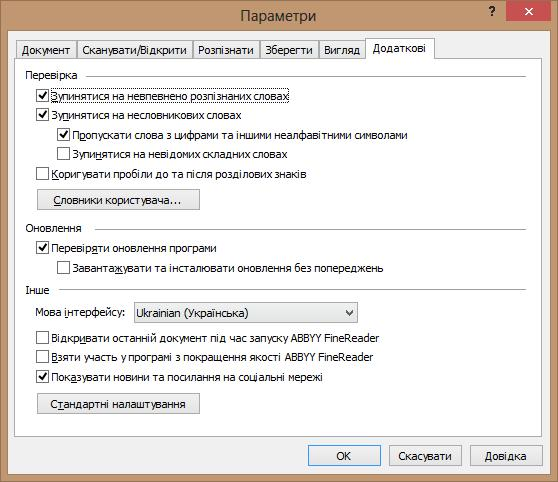 Параметри
?
Документ Сканувати/Відкрити Розпізнати Зберегти Вигляд Додаткові
Перевірка
Зупинятися на невпевнено розпізнаних словах
Зупинятися на несловникових словах
Пропускати слова з цифрами та іншими неалфавітними символами
Зупинятися на невідомих складних словах
Коригувати пробіли до та після розділових знаків
Словники користувача...
Оновлення
Перевіряти оновлення програми
Завантажувати та інсталювати оновлення без попереджень
Інше
Мова інтерфейсу: Ukrainian (Українська)
Відкривати останній документ під час запуску ABBYY FineReader
Взяти участь у програмі з покращення якості ABBYY FineReader
Показувати новини та посилання на соціальні мережі
Стандартні налаштування
OK Скасувати Довідка